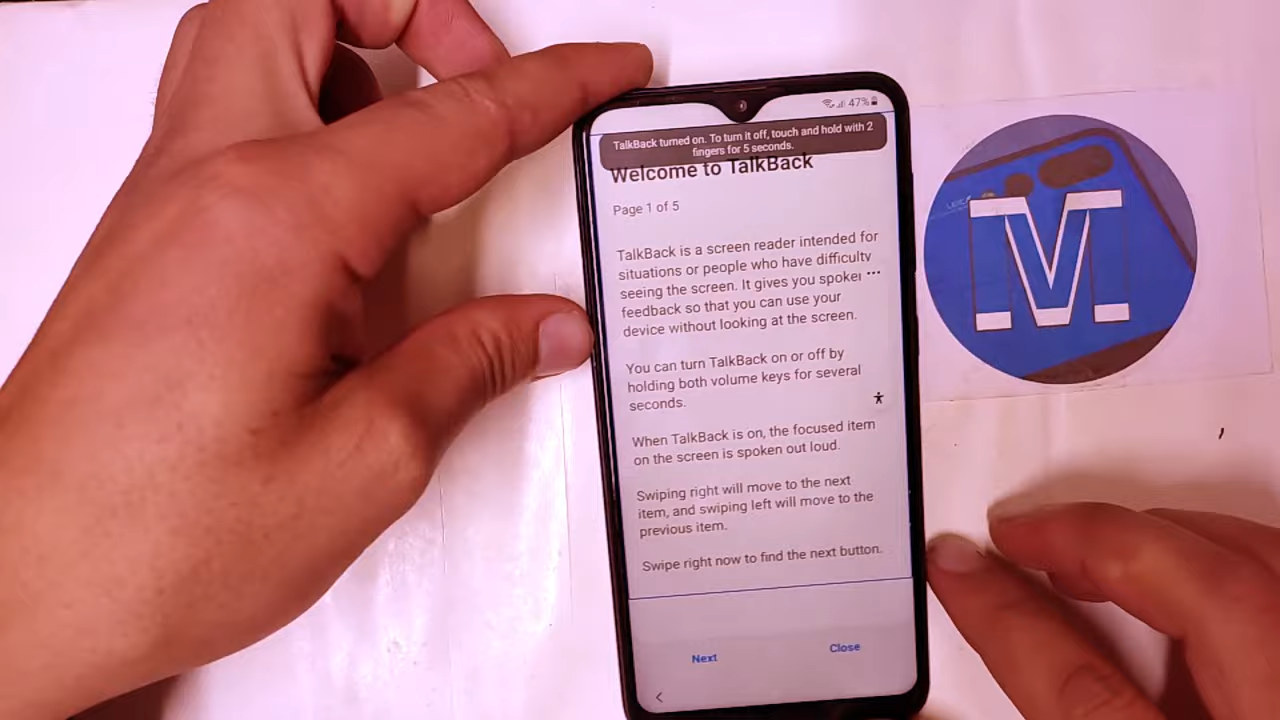 47%
TalkBack turned on. To turn it off, touch and hold with 2
fingers for 5 seconds.
Welcome to TalkBack
Page 1 of 5
TalkBack is a screen reader intended for
situations or people who have difficulty
seeing the screen. It gives you spoken
feedback so that you can use your
device without looking at the screen.
You can turn TalkBack on or off by
holding both volume keys for several
seconds.
When TalkBack is on, the focused item
on the screen is spoken out loud.
Swiping right will move to the next
item, and swiping left will move to the
previous item.
Swipe right now to find the next button.
Next
Close